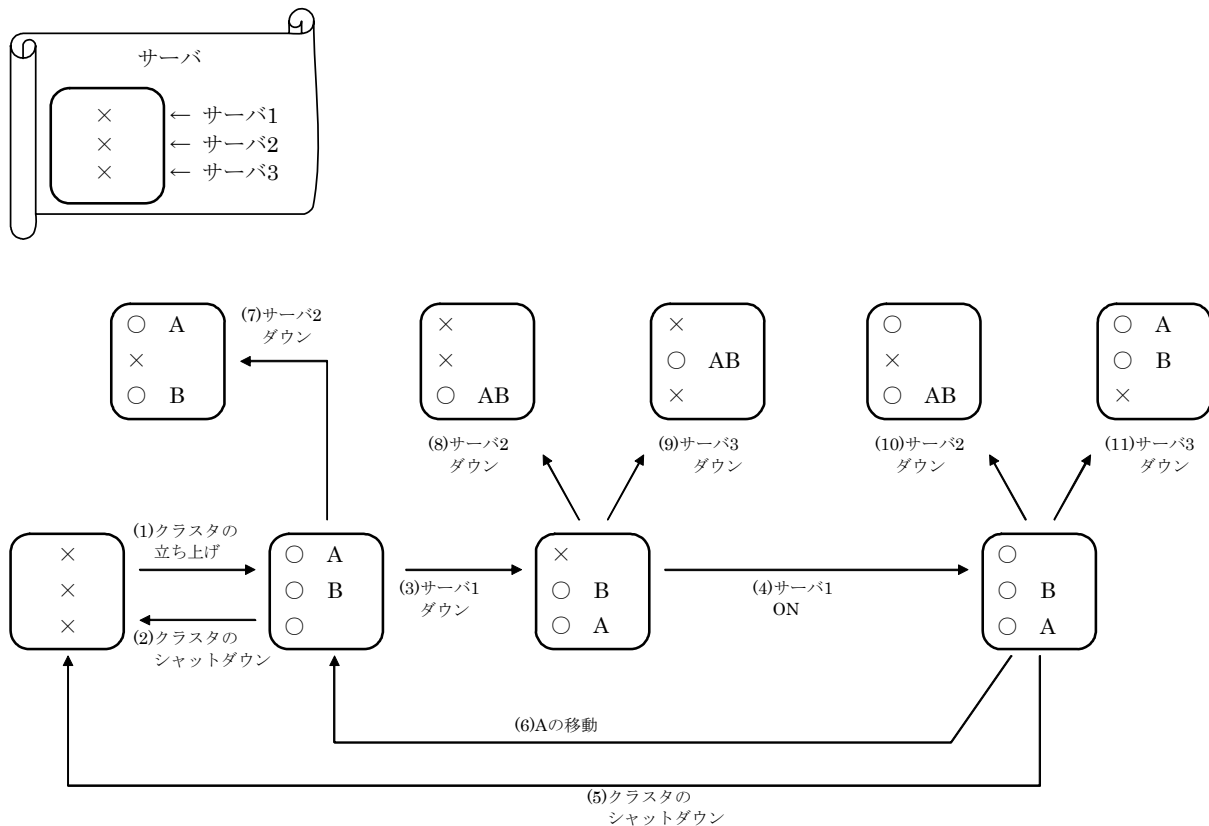 サーバ
× ← サーバ1
× ← サーバ2
× ← サーバ3
○ A
×
○ B
(7)サーバ2
ダウン
×
×
○ AB
×
○ AB
×
○
×
○ AB
○ A
○ B
×
(8)サーバ2
ダウン
(9)サーバ3
ダウン
(10)サーバ2
ダウン
(11)サーバ3
ダウン
×
×
×
(1)クラスタの
立ち上げ
(2)クラスタの
シャットダウン
○ A
○ B
○
(3)サーバ1
ダウン
×
○ B
○ A
(4)サーバ1
ON
○
○ B
○ A
(6)Aの移動
(5)クラスタの
シャットダウン